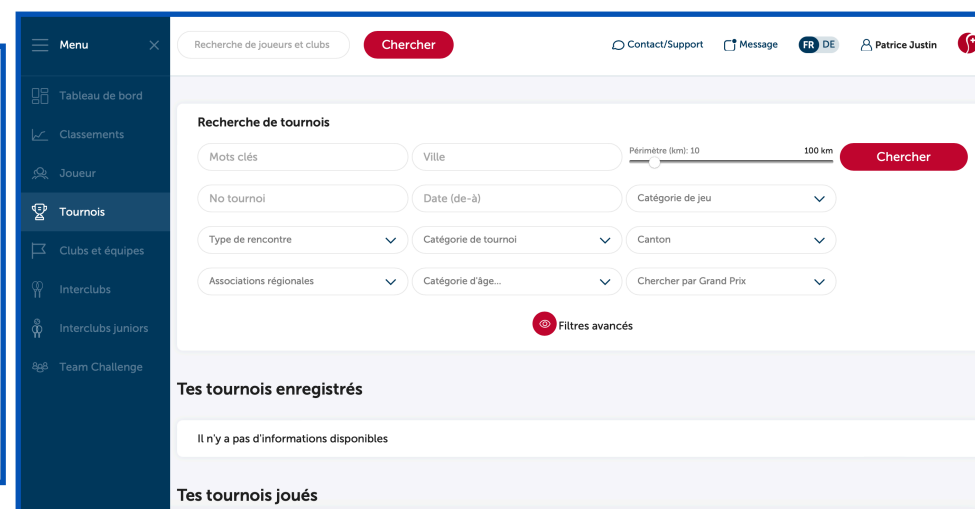 Menu
Recherche de joueurs et clubs
Chercher
Contact/Support
Message
FR DE
Patrice Justin
Tableau de bord
Classements
Joueur
Tournois
Clubs et équipes
Interclubs
Interclubs juniors
Team Challenge
Recherche de tournois
Mots clés
Ville
Périmètre (km): 10
100 km
Chercher
No tournoi
Date (de-à)
Catégorie de jeu
Type de rencontre
Catégorie de tournoi
Canton
Associations régionales
Catégorie d'âge...
Chercher par Grand Prix
Filtres avancés
Tes tournois enregistrés
Il n'y a pas d'informations disponibles
Tes tournois joués